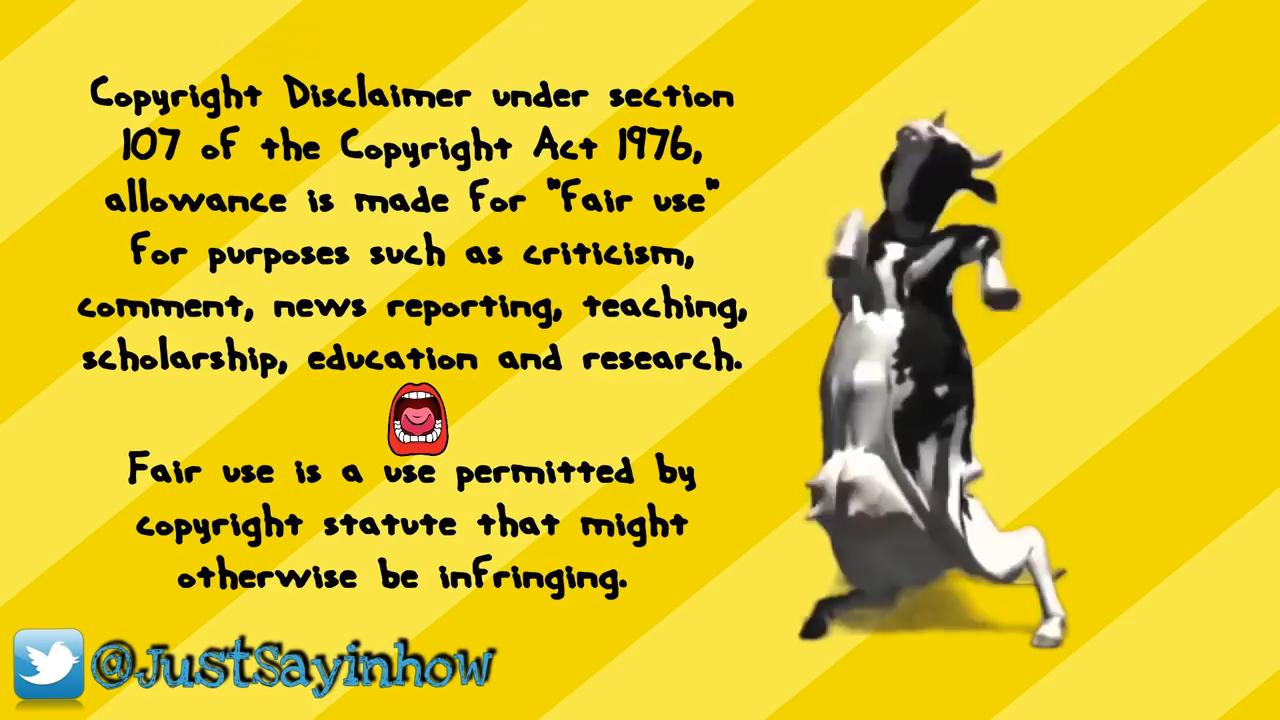 Copyright Disclaimer under section
107 of the Copyright Act 1976,
allowance is made for "Fair use"
for purposes such as criticism,
comment, news reporting, teaching,
scholarship, education and research.
Fair use is a use permitted by
copyright statute that might
otherwise be infringing.
@JustSayinhow